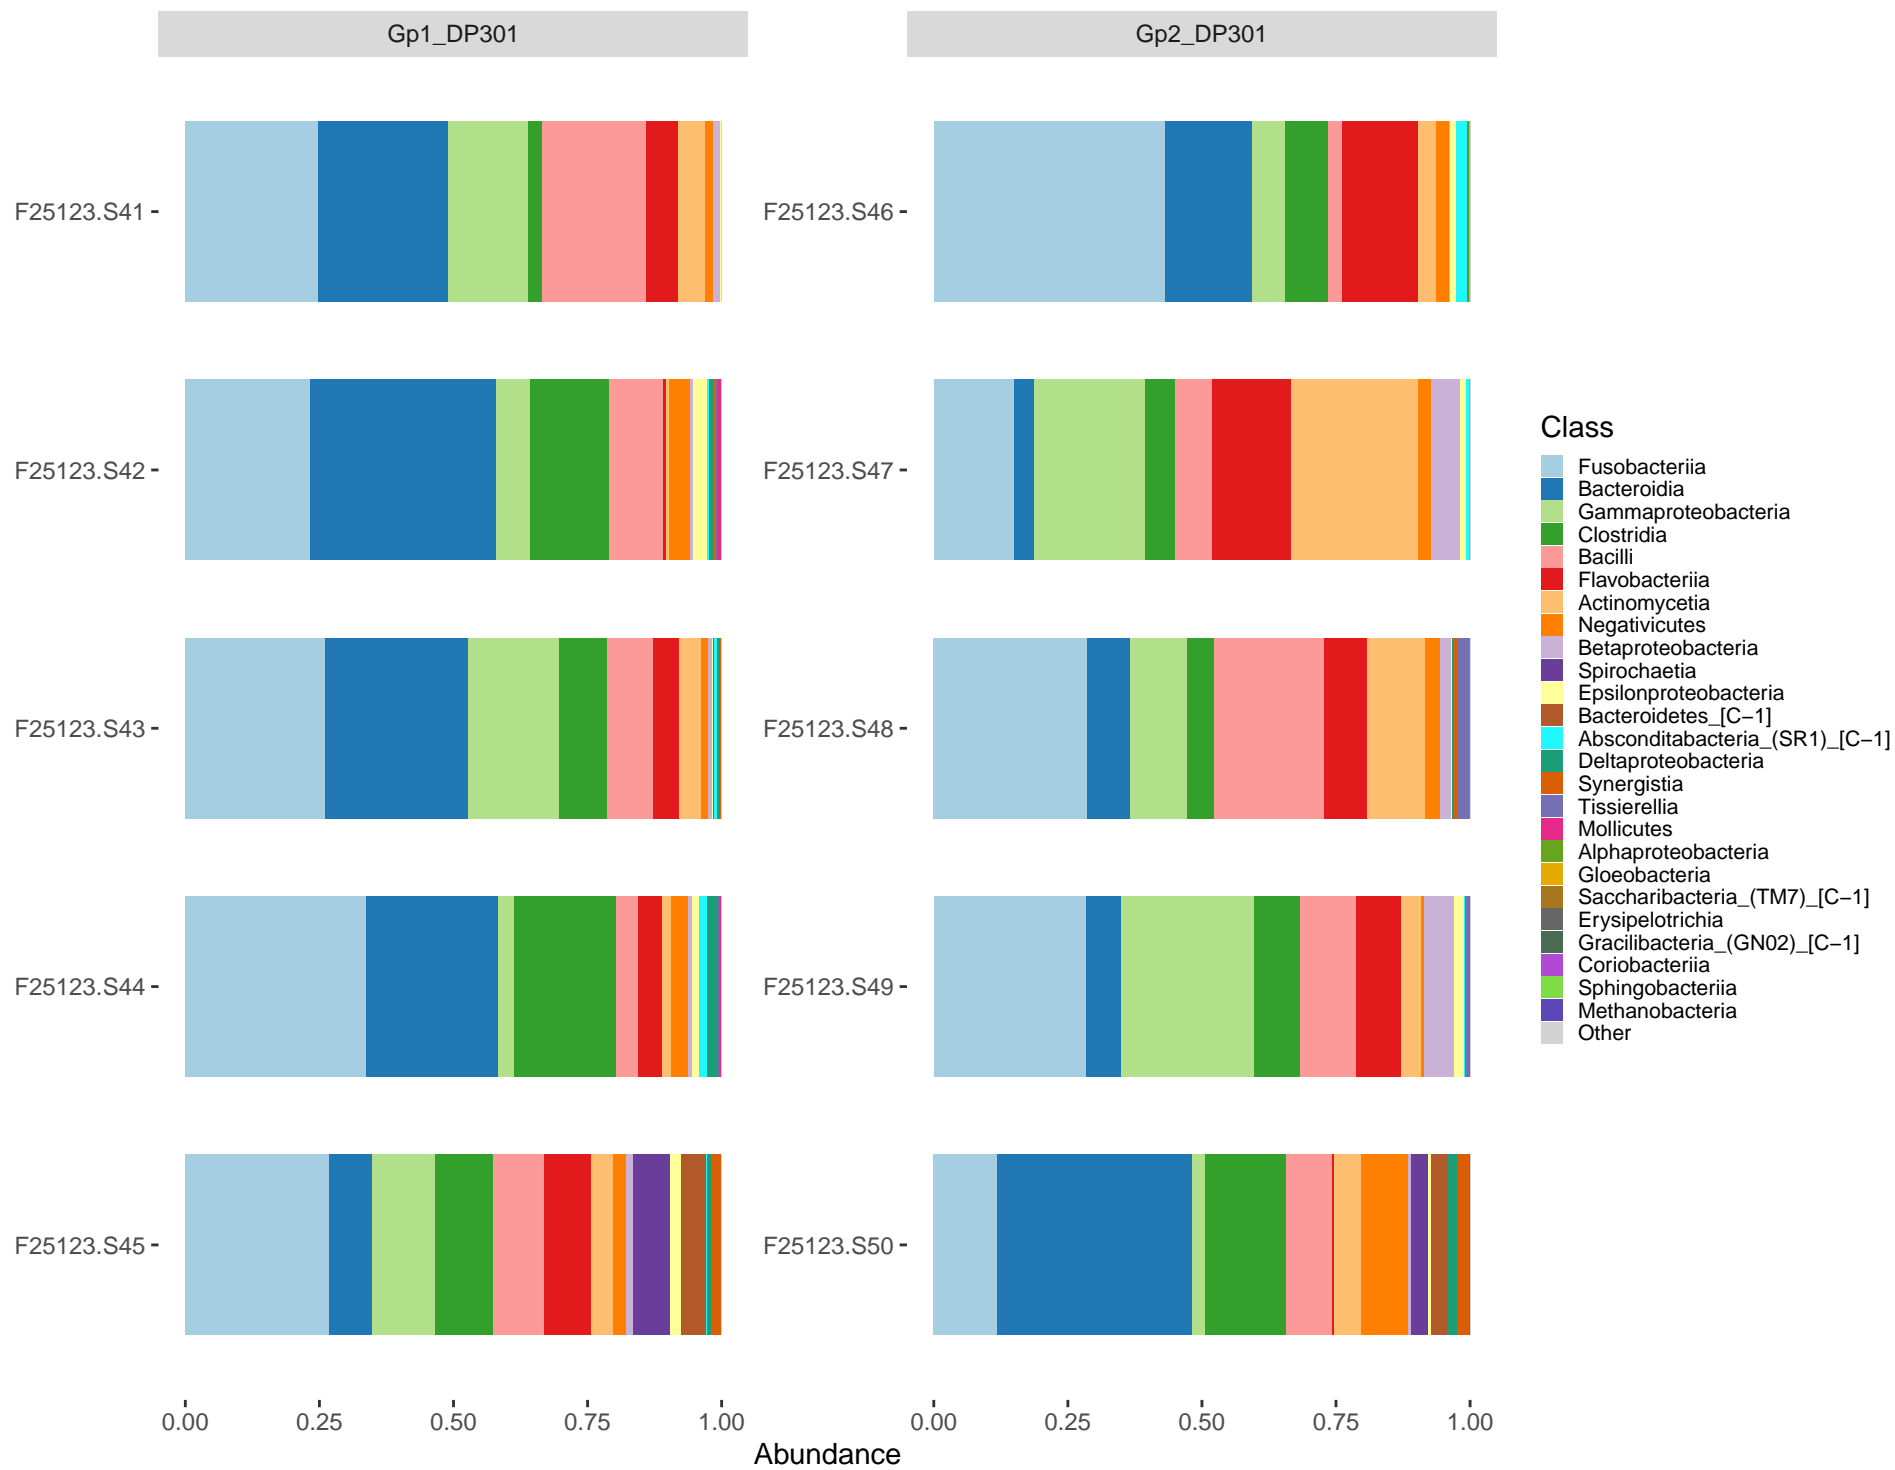 Gp1_DP301
Gp2_DP301
F25123.S41
F25123.S42
F25123.S43
F25123.S44
F25123.S45
F25123.S46
F25123.S47
F25123.S48
F25123.S49
F25123.S50
0.00 0.25 0.50 0.75 1.00
0.00 0.25 0.50 0.75 1.00
Abundance
Class
Fusobacteriia
Bacteroidia
Gammaproteobacteria
Clostridia
Bacilli
Flavobacteriia
Actinomycetia
Negativicutes
Betaproteobacteria
Spirochaetia
Epsilonproteobacteria
Bacteroidetes_[C−1]
Absconditabacteria_(SR1)_[C−1]
Deltaproteobacteria
Synergistia
Tissierellia
Mollicutes
Alphaproteobacteria
Gloeobacteria
Saccharibacteria_(TM7)_[C−1]
Erysipelotrichia
Gracilibacteria_(GN02)_[C−1]
Coriobacteriia
Sphingobacteriia
Methanobacteria
Other